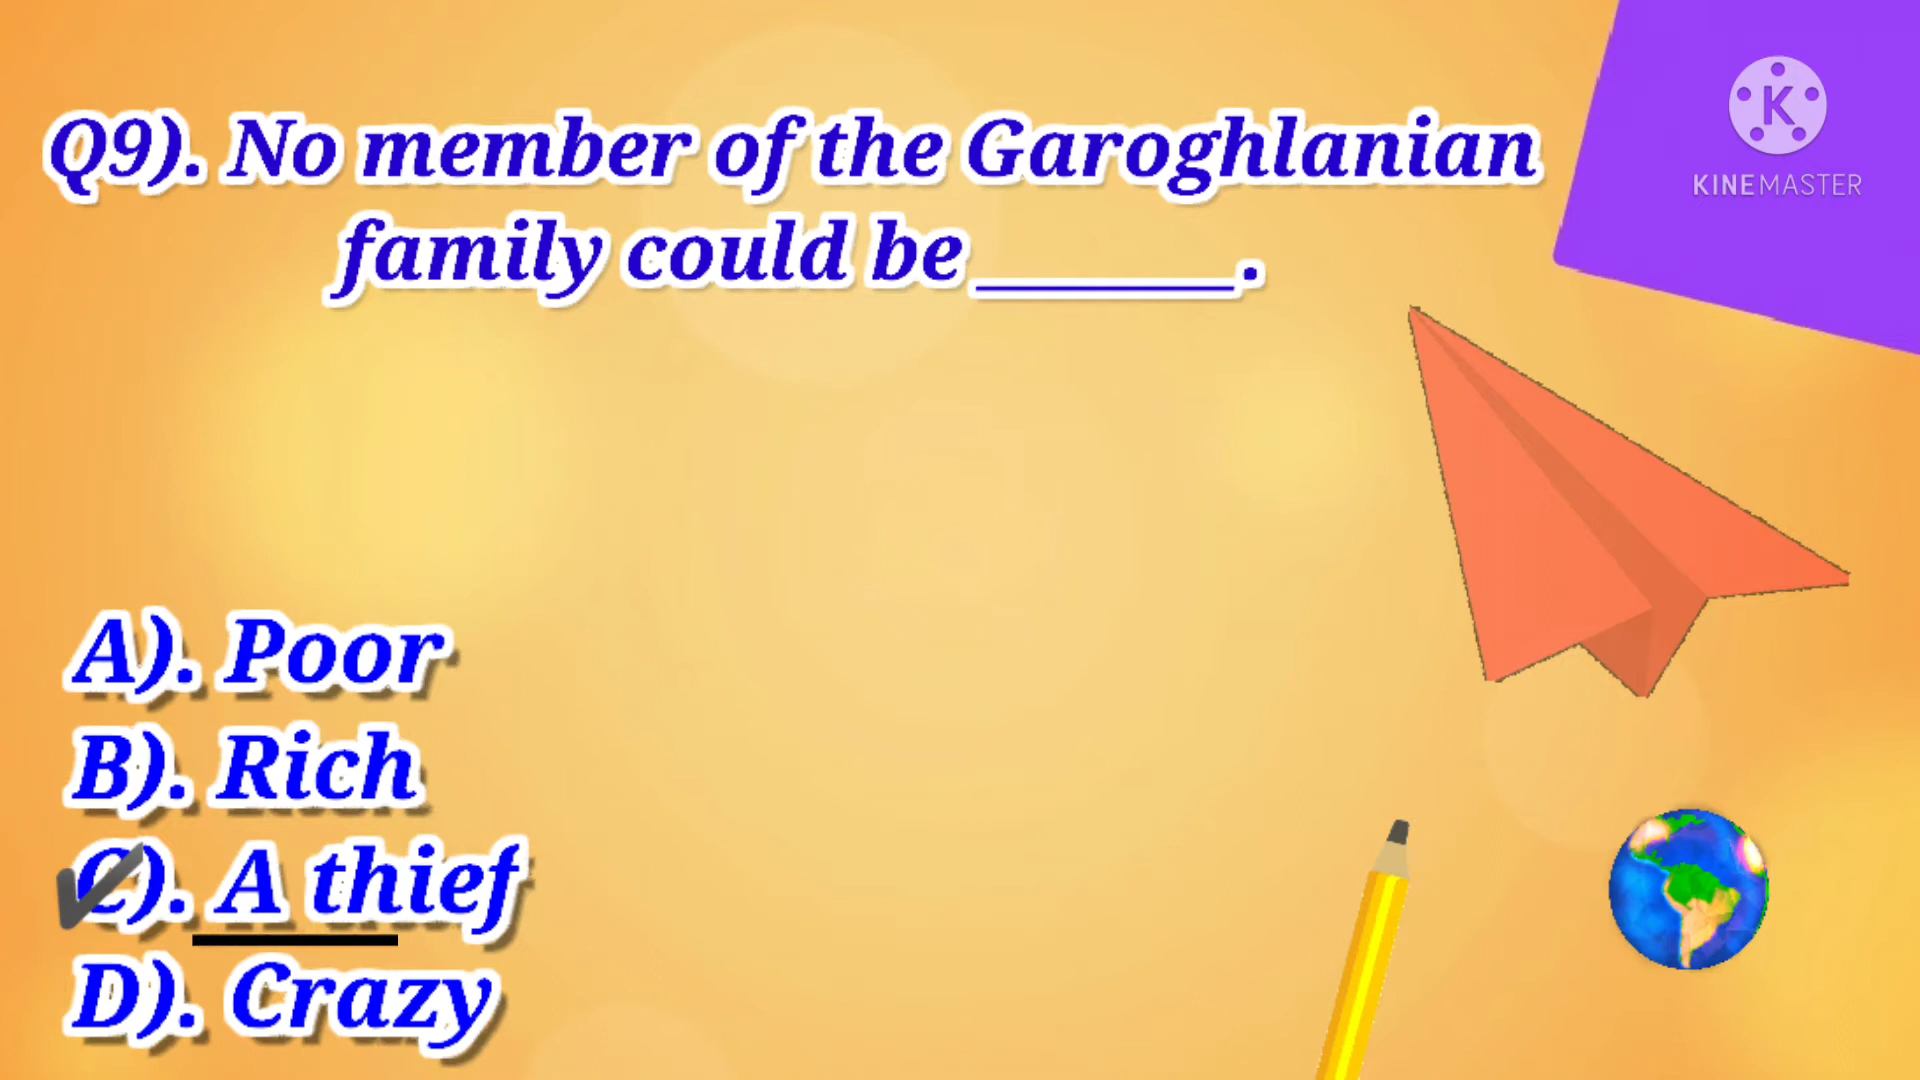 Q9). No member of the Garoghlanian
family could be ______.
K
KINEMASTER
A). Poor
B). Rich
C). A thief
D). Crazy